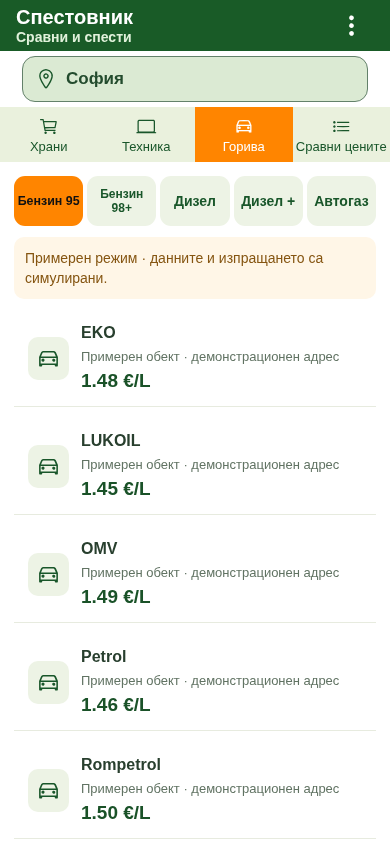 Спестовник
Сравни и спести
София
Храни
Техника
Горива
Сравни цените
Бензин 95
Бензин
98+
Дизел
Дизел +
Автогаз
Примерен режим · данните и изпращането са
симулирани.
EKO
Примерен обект · демонстрационен адрес
1.48 €/L
LUKOIL
Примерен обект · демонстрационен адрес
1.45 €/L
OMV
Примерен обект · демонстрационен адрес
1.49 €/L
Petrol
Примерен обект · демонстрационен адрес
1.46 €/L
Rompetrol
Примерен обект · демонстрационен адрес
1.50 €/L